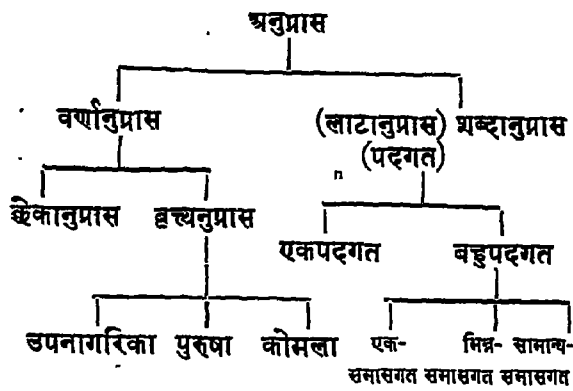 अनुप्रास
वर्णानुप्रास (लाटानुप्रास) शब्दानुप्रास
(पदगत)
छेकानुप्रास वृत्त्यनुप्रास
एकपदगत बहुपदगत
उपनागरिका पुरुषा कोमला एक- भिन्न- सामान्य-
समासगत समासगत समासगत